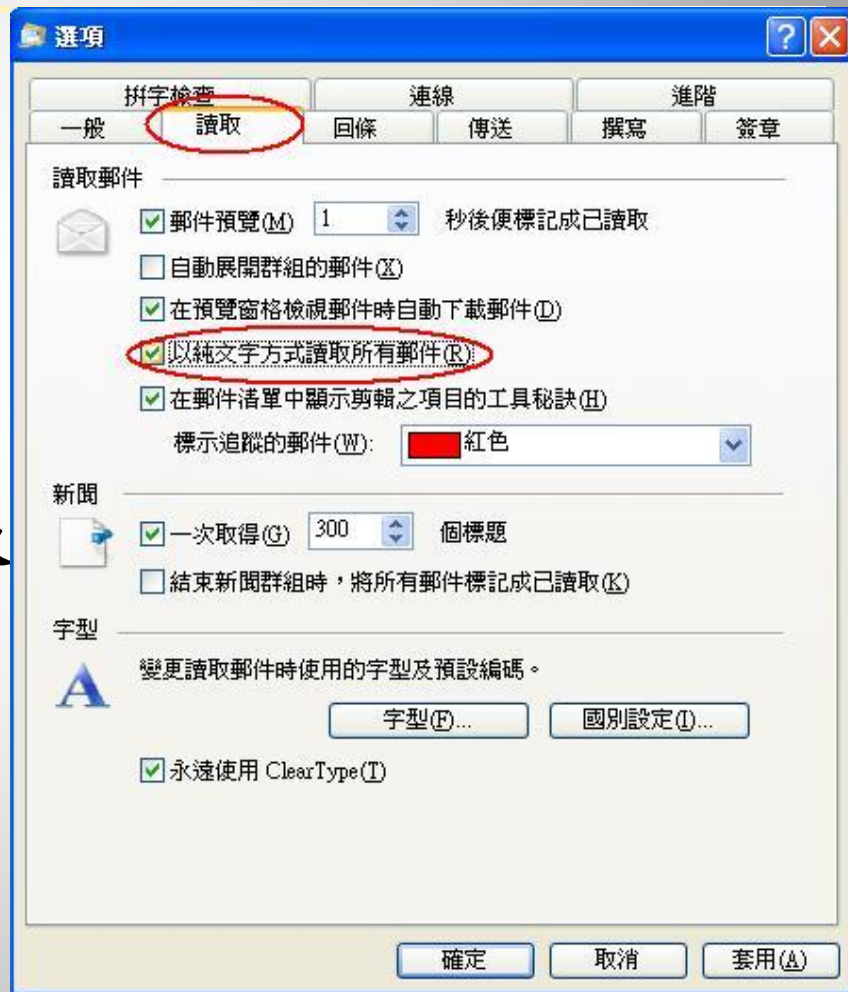 選項
拼字檢查 連線 進階
一般 讀取 回條 傳送 撰寫 簽章
讀取郵件
郵件預覽(M) 1 秒後便標記成已讀取
自動展開群組的郵件(X)
在預覽窗格檢視郵件時自動下載郵件(D)
以純文字方式讀取所有郵件(R)
在郵件清單中顯示剪輯之項目的工具秘訣(H)
標示追蹤的郵件(W): 紅色
新聞
一次取得(G) 300 個標題
結束新聞群組時，將所有郵件標記成已讀取(K)
字型
變更讀取郵件時使用的字型及預設編碼。
字型(F)... 國別設定(I)...
永遠使用 ClearType(T)
確定 取消 套用(A)